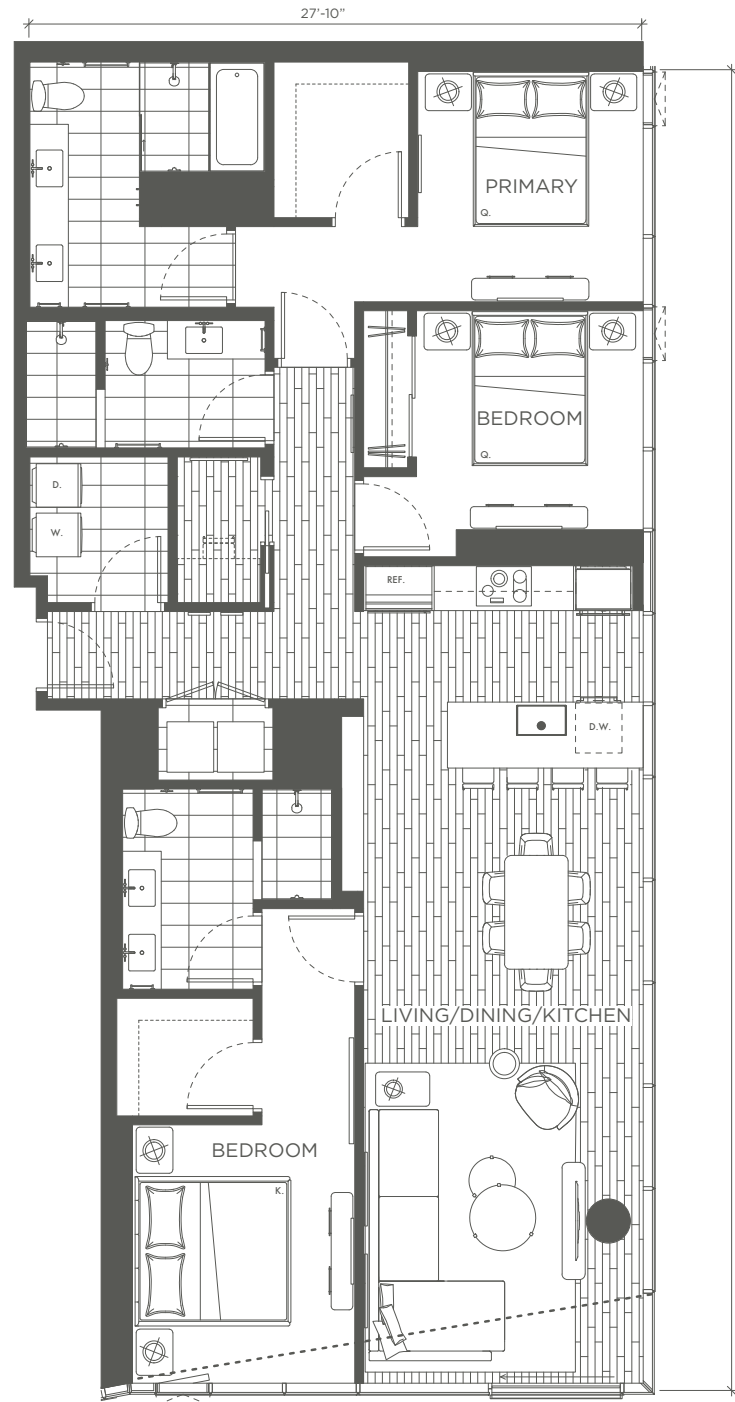 27'-10"
PRIMARY
Q.
BEDROOM
Q.
D.
W.
REF.
D.W.
LIVING/DINING/KITCHEN
BEDROOM
K.